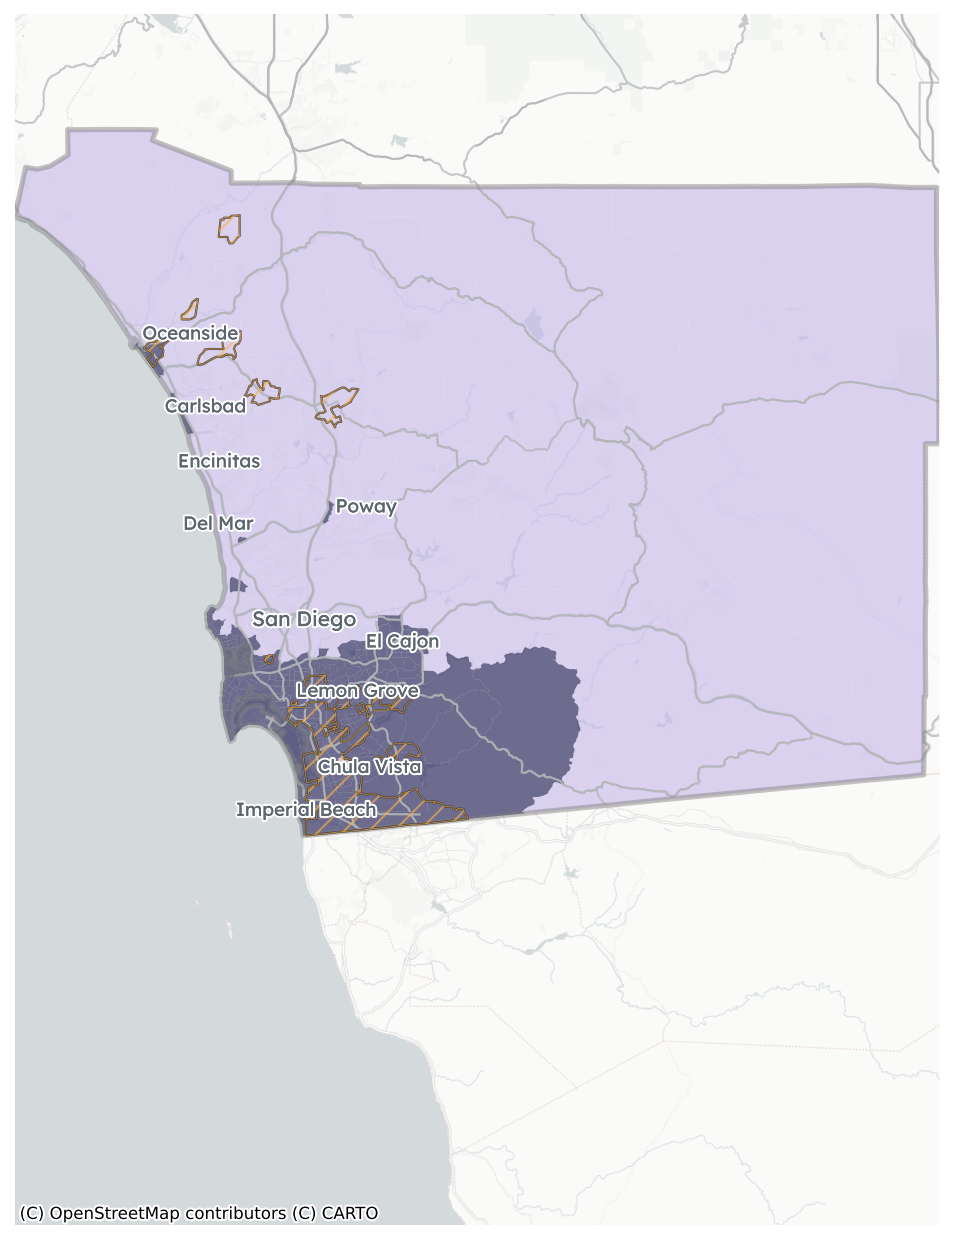 Oceanside
Carlsbad
Encinitas
Poway
Del Mar
San Diego
El Cajon
Lemon Grove
Chula Vista
Imperial Beach
(C) OpenStreetMap contributors (C) CARTO